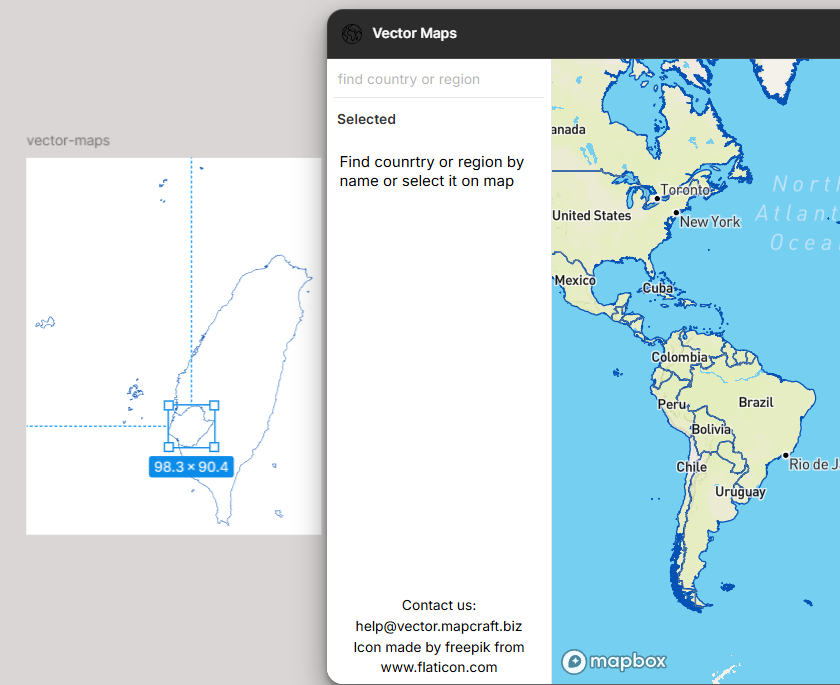 vector-maps
98.3 × 90.4
Vector Maps
find country or region
Selected
Find counrtry or region by
name or select it on map
Contact us:
help@vector.mapcraft.biz
Icon made by freepik from
www.flaticon.com
anada
Toronto
United States
New York
North
Atlant
Ocea
Mexico
Cuba
Colombia
Peru
Brazil
Bolivia
Rio de J
Chile
Uruguay
mapbox